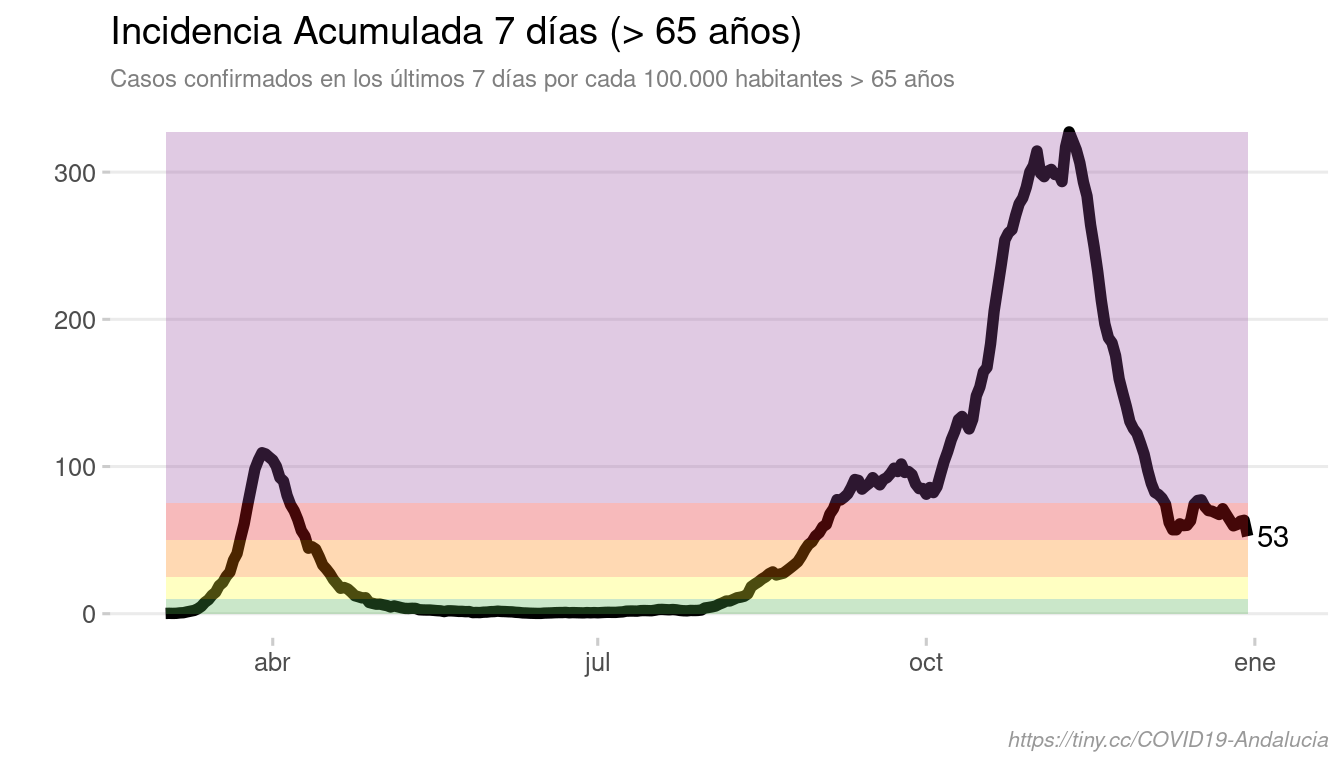 Incidencia Acumulada 7 días (> 65 años)
Casos confirmados en los últimos 7 días por cada 100.000 habitantes > 65 años
300
200
100
0
53
abr
jul
oct
ene
https://tiny.cc/COVID19-Andalucia